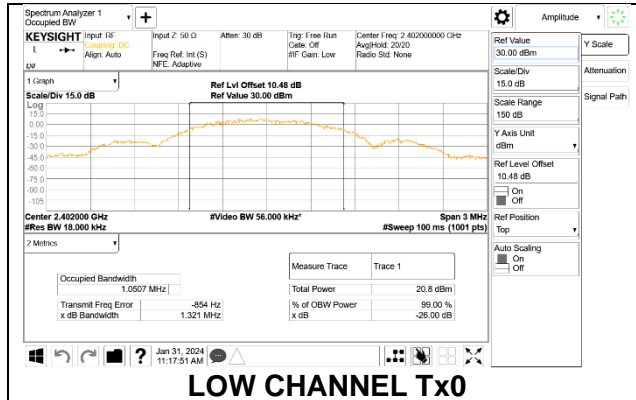 Spectrum Analyzer 1
Occupied BW
+
Amplitude
KEYSIGHT
Input: RF
Coupling: DC
Align: Auto
Input Z: 50 Ω
Freq Ref: Int (S)
NFE: Adaptive
Atten: 30 dB
Trig: Free Run
Gate: Off
#IF Gain: Low
Center Freq: 2.402000000 GHz
Avg|Hold: 20/20
Radio Std: None
L
1 Graph
Scale/Div 15.0 dB
Ref Lvl Offset 10.48 dB
Ref Value 30.00 dBm
Log
15.0
0.00
-15.0
-30.0
-45.0
-60.0
-75.0
-90.0
-105
Center 2.402000 GHz
#Res BW 18.000 kHz
#Video BW 56.000 kHz*
Span 3 MHz
#Sweep 100 ms (1001 pts)
2 Metrics
Occupied Bandwidth
1.0507 MHz
Transmit Freq Error -854 Hz
x dB Bandwidth 1.321 MHz
Measure Trace Trace 1
Total Power 20.8 dBm
% of OBW Power 99.00 %
x dB -26.00 dB
Ref Value
30.00 dBm
Scale/Div
15.0 dB
Scale Range
150 dB
Y Axis Unit
dBm
Ref Level Offset
10.48 dB
On
Off
Ref Position
Top
Auto Scaling
On
Off
Y Scale
Attenuation
Signal Path
?
Jan 31, 2024
11:17:51 AM
LOW CHANNEL Tx0